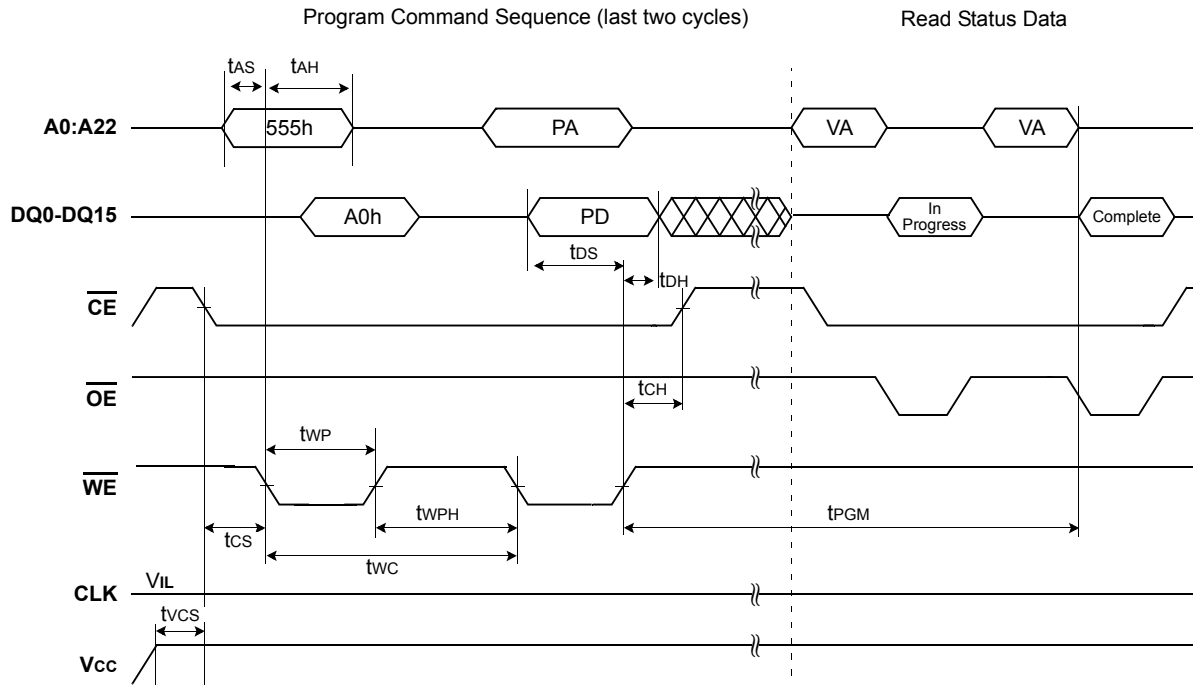 Program Command Sequence (last two cycles)
Read Status Data
tAS
tAH
A0:A22
555h
PA
VA
VA
DQ0-DQ15
A0h
PD
In
Progress
Complete
tDS
tDH
CE
OE
tCH
tWP
WE
tWPH
tPGM
tCS
tWC
CLK
VIL
tVCS
Vcc